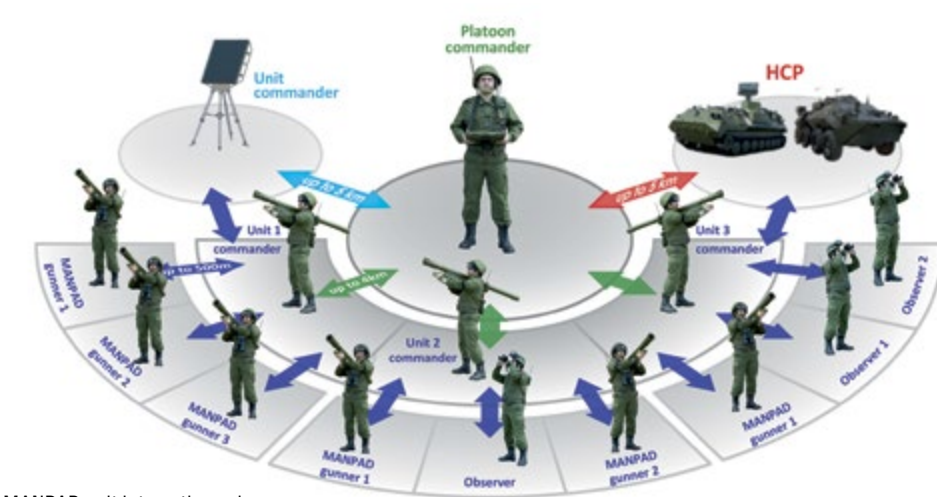 Platoon
commander
Unit
commander
HCP
up to 5 km
up to 5 km
Unit 1
commander
Unit 3
commander
up to 500m
up to 6km
Unit 2
commander
MANPAD
gunner 1
MANPAD
gunner 2
MANPAD
gunner 3
MANPAD
gunner 1
Observer
MANPAD
gunner 2
MANPAD
gunner 1
Observer 1
Observer 2